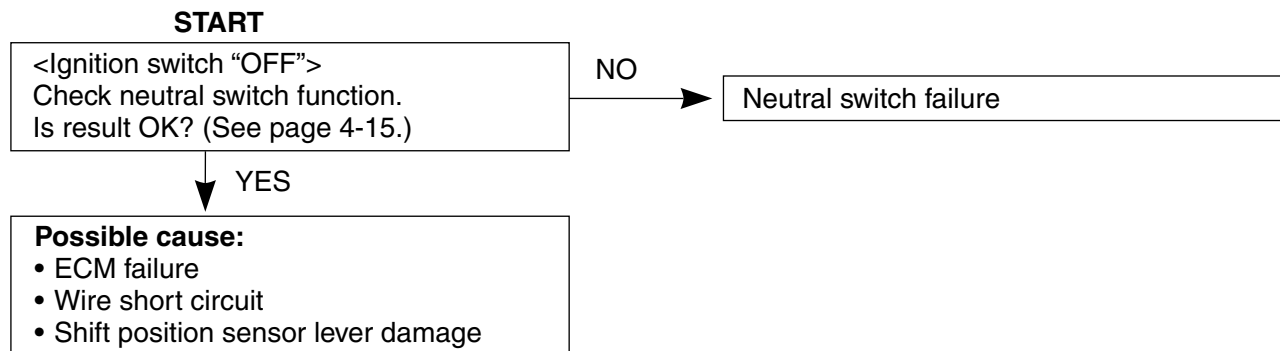 START
<Ignition switch “OFF”>
Check neutral switch function.
Is result OK? (See page 4-15.)
NO
Neutral switch failure
YES
Possible cause:
• ECM failure
• Wire short circuit
• Shift position sensor lever damage